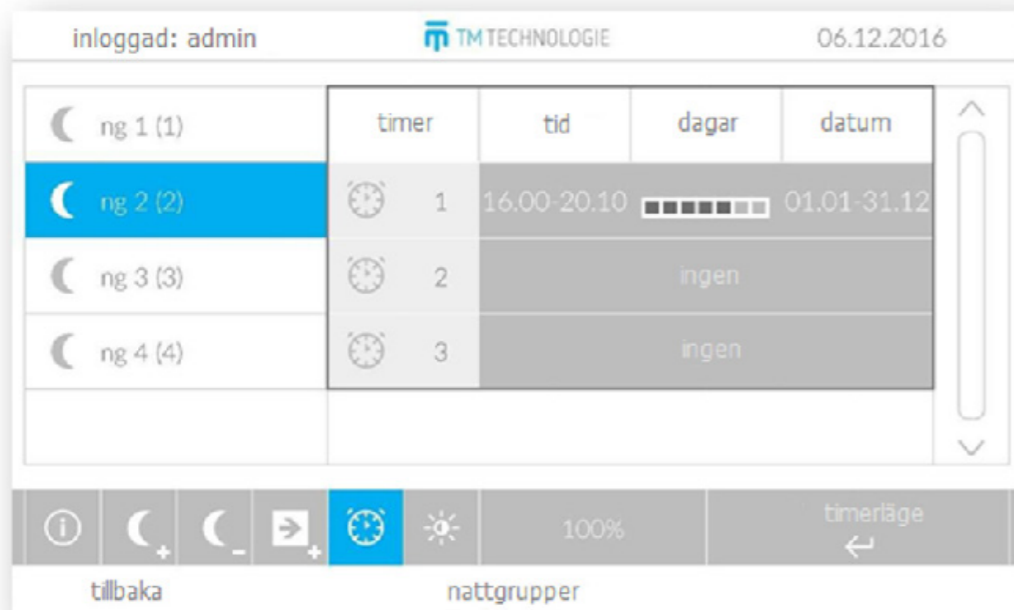 inloggad: admin TM TECHNOLOGIE 06.12.2016
ng 1 (1) timer tid dagar datum
ng 2 (2) 1 16.00-20.10 01.01-31.12
ng 3 (3) 2 ingen
ng 4 (4) 3 ingen
100% timerläge
tillbaka nattgrupper